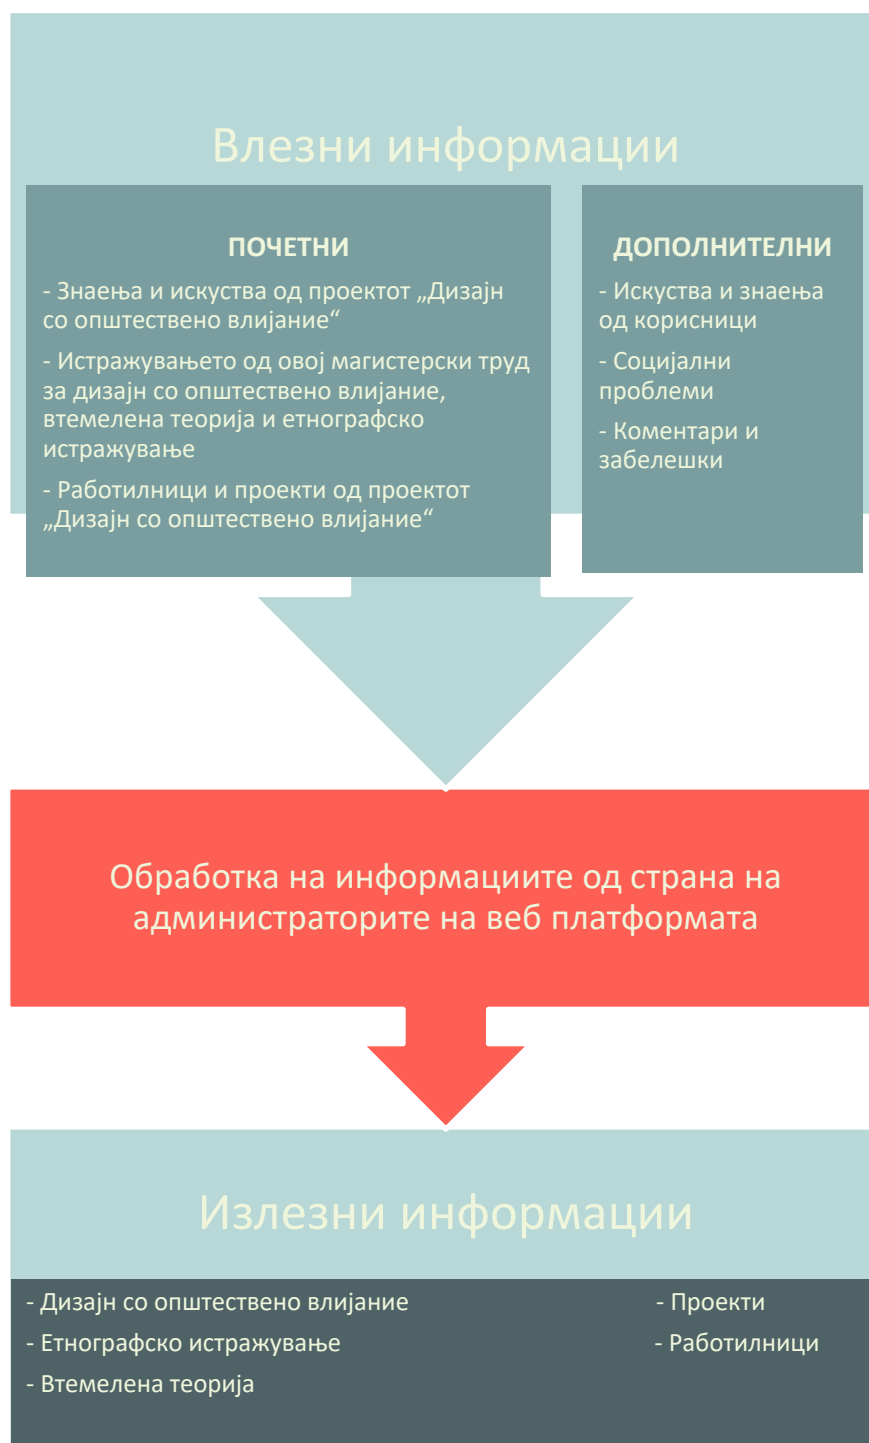 Влезни информации
ПОЧЕТНИ
- Знаења и искуства од проектот „Дизајн
со општествено влијание“
- Истражувањето од овој магистерски труд
за дизајн со општествено влијание,
втемелена теорија и етнографско
истражување
- Работилници и проекти од проектот
„Дизајн со општествено влијание“
ДОПОЛНИТЕЛНИ
- Искуства и знаења
од корисници
- Социјални
проблеми
- Коментари и
забелешки
Обработка на информациите од страна на
администраторите на веб платформата
Излезни информации
- Дизајн со општествено влијание
- Етнографско истражување
- Втемелена теорија
- Проекти
- Работилници